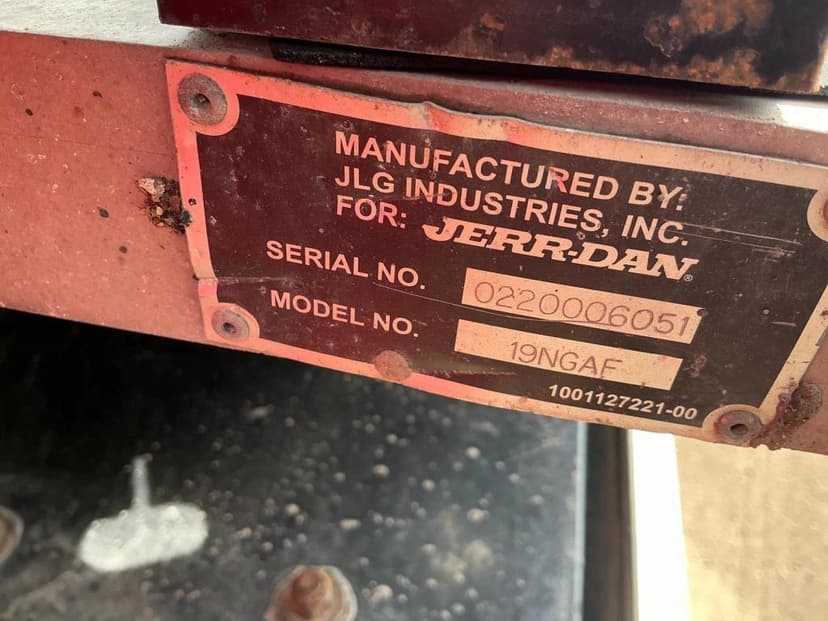 MANUFACTURED BY:
JLG INDUSTRIES, INC.
FOR: JERR-DAN®
SERIAL NO. 0220006051
MODEL NO. 19NGAF
1001127221-00